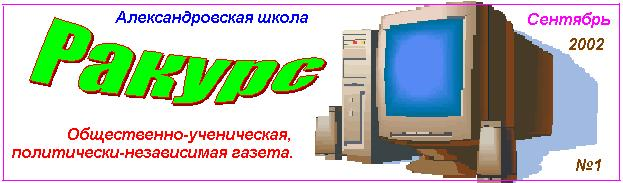 Александровская школа
Сентябрь
2002
Ракурс
Общественно-ученическая,
политически-независимая газета.
№1